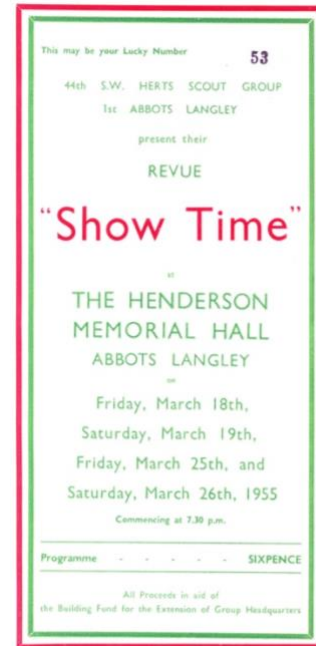 This may be your Lucky Number 53
44th S.W. HERTS SCOUT GROUP
1st ABBOTS LANGLEY
present their
REVUE
"Show Time"
at
THE HENDERSON
MEMORIAL HALL
ABBOTS LANGLEY
on
Friday, March 18th,
Saturday, March 19th,
Friday, March 25th, and
Saturday, March 26th, 1955
Commencing at 7.30 p.m.
Programme - - - - - SIXPENCE
All Proceeds in aid of
the Building Fund for the Extension of Group Headquarters